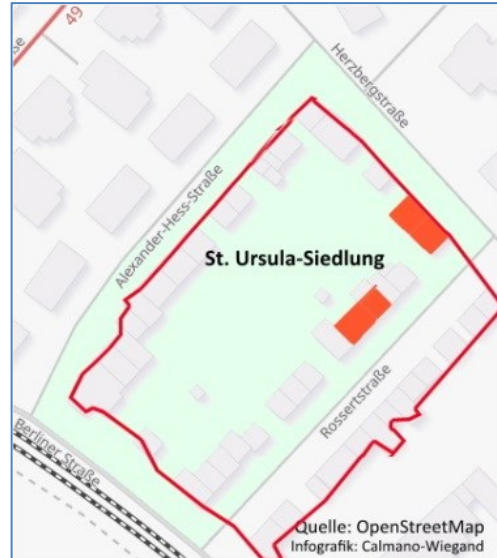 49
Herzbergstraße
Alexander-Hess-Straße
St. Ursula-Siedlung
Rossertstraße
Berliner Straße
Quelle: OpenStreetMap
Infografik: Calmano-Wiegand